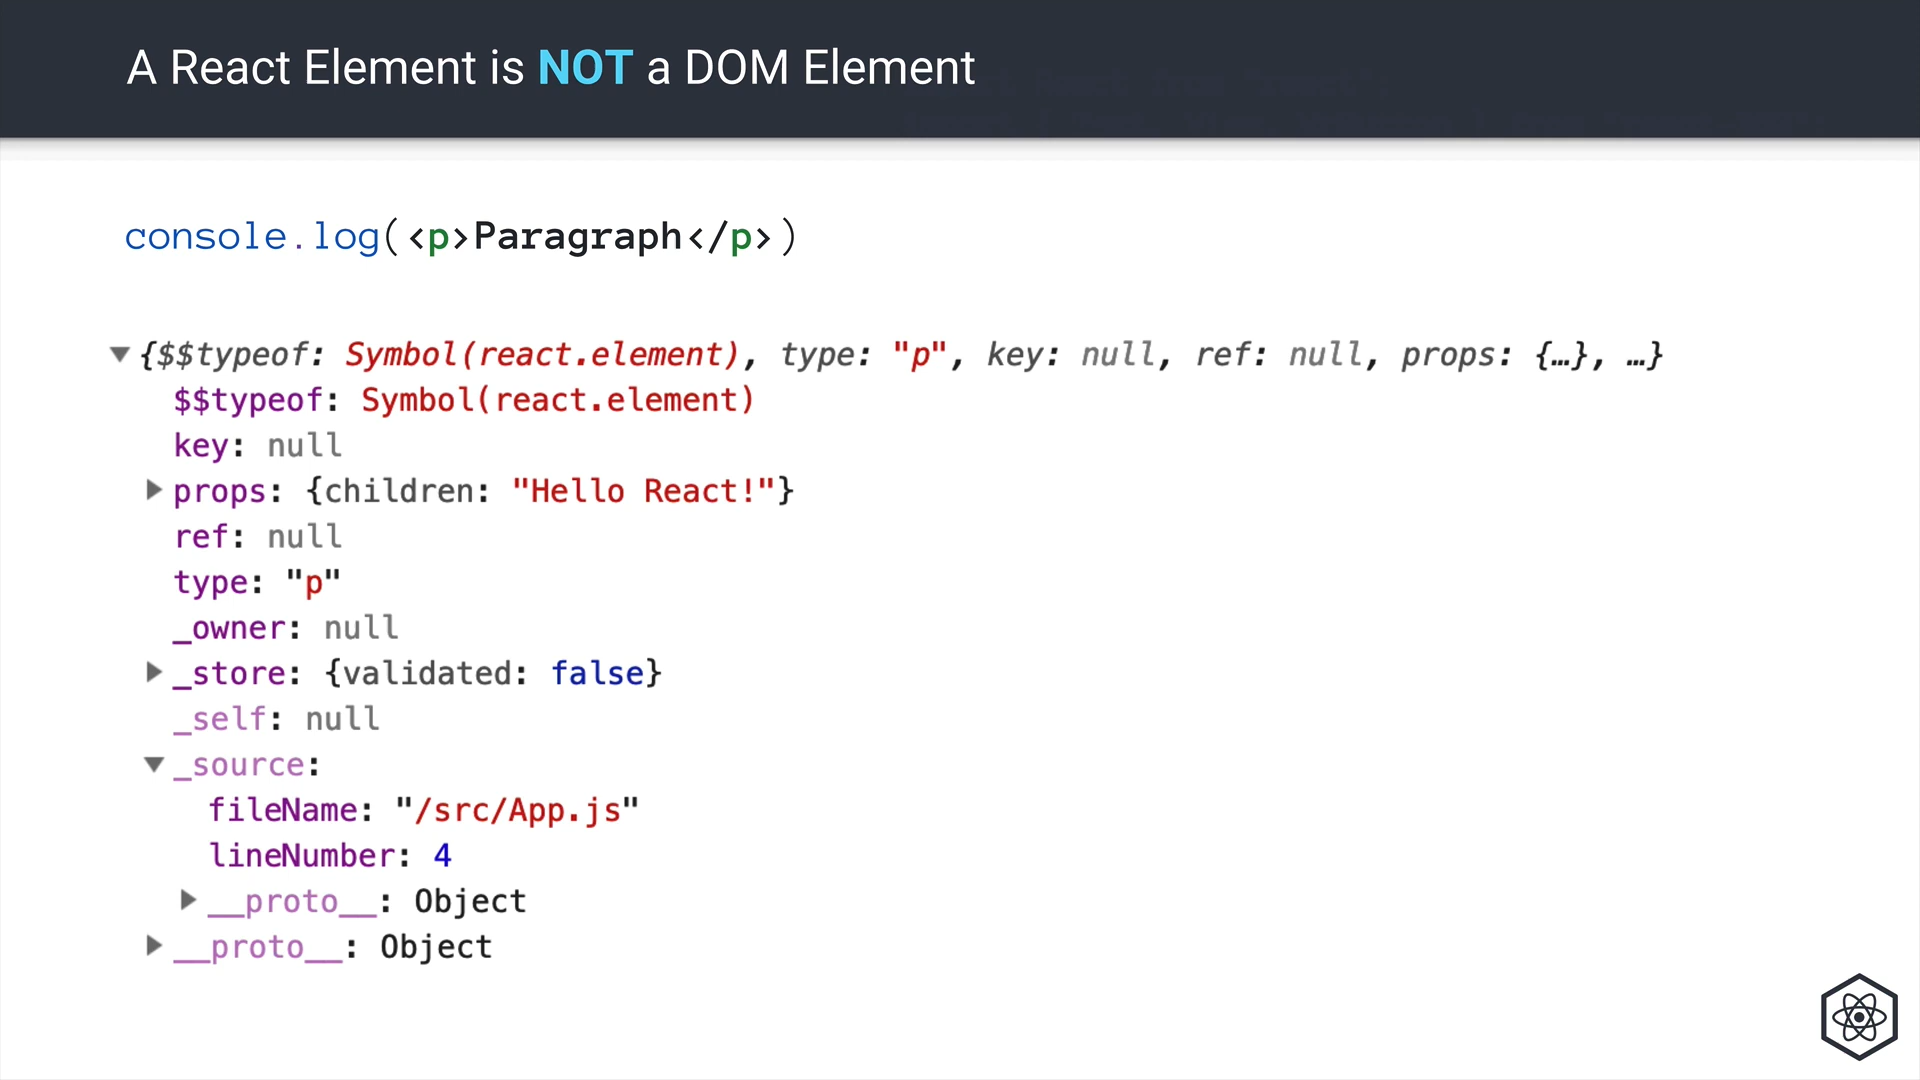 A React Element is NOT a DOM Element
console.log(<p>Paragraph</p>)
{$$typeof: Symbol(react.element), type: "p", key: null, ref: null, props: {…}, …}
$$typeof: Symbol(react.element)
key: null
props: {children: "Hello React!"}
ref: null
type: "p"
_owner: null
_store: {validated: false}
_self: null
_source:
fileName: "/src/App.js"
lineNumber: 4
__proto__: Object
__proto__: Object